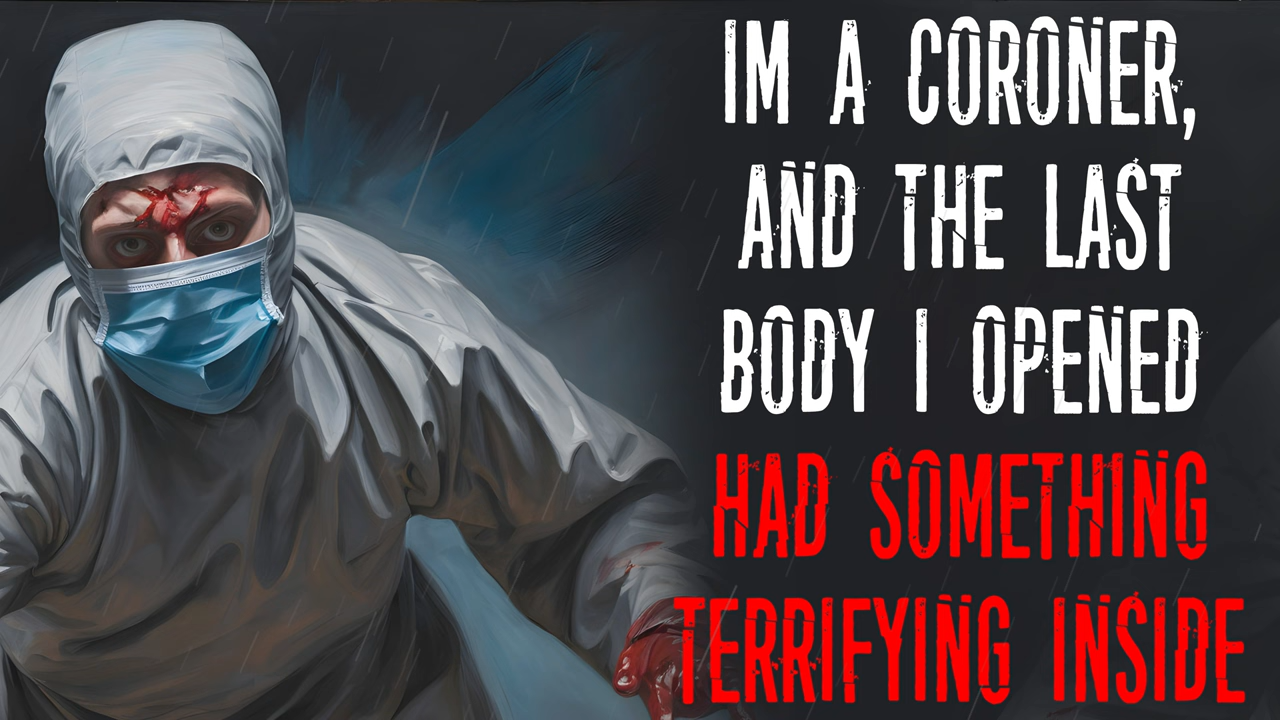 IM A CORONER,
AND THE LAST
BODY I OPENED
HAD SOMETHING
TERRIFYING INSIDE